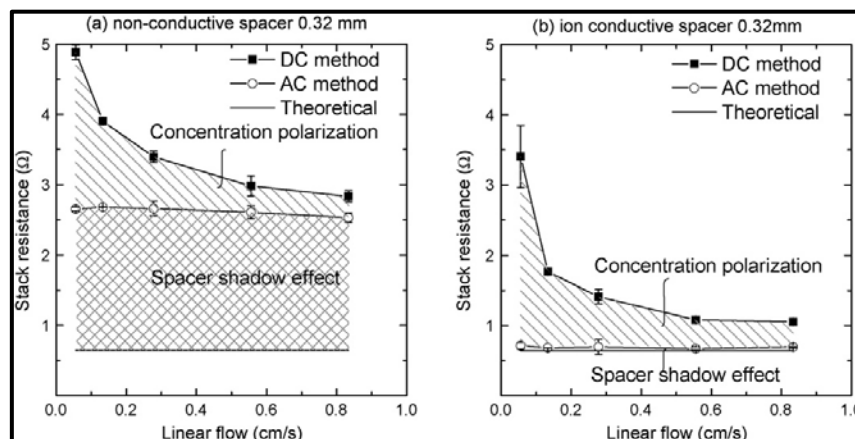 (a) non-conductive spacer 0.32 mm
5
4
3
2
1
Stack resistance (Ω)
DC method
AC method
Theoretical
Concentration polarization
Spacer shadow effect
0.0 0.2 0.4 0.6 0.8 1.0
Linear flow (cm/s)
(b) ion conductive spacer 0.32mm
5
4
3
2
1
Stack resistance (Ω)
DC method
AC method
Theoretical
Concentration polarization
Spacer shadow effect
0.0 0.2 0.4 0.6 0.8 1.0
Linear flow (cm/s)